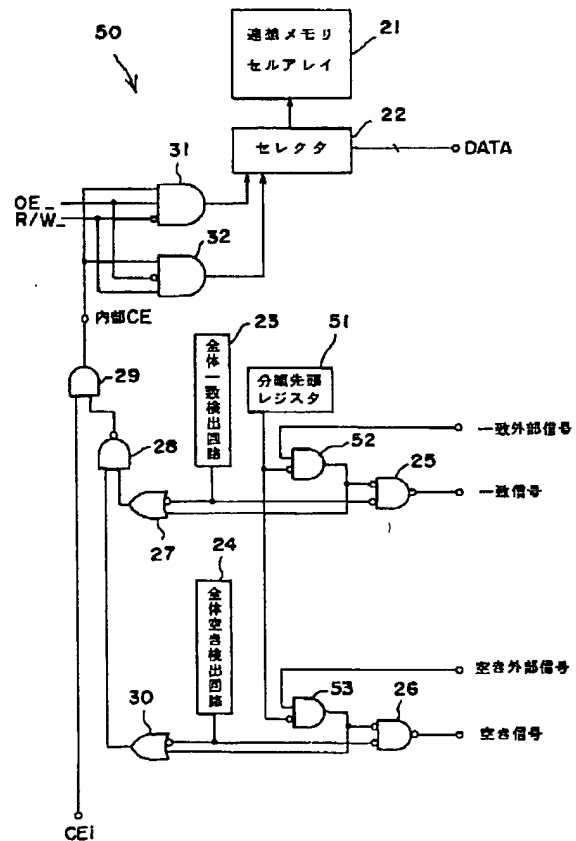 50
連想メモリ
セルアレイ
21
22
セレクタ
DATA
31
OE_
R/W_
32
内部CE
23
51
29
全体一致検出回路
分類先頭
レジスタ
一致外部信号
52
28
25
一致信号
27
24
全体空き検出回路
空き外部信号
53
26
30
空き信号
CEi